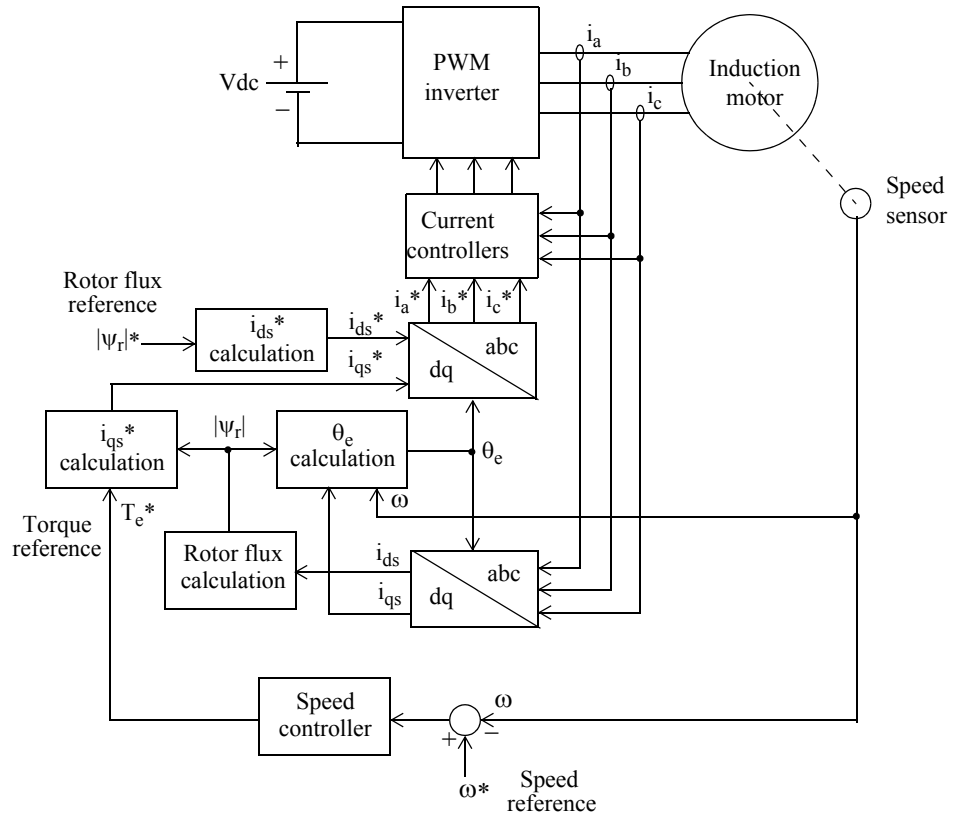 i_a
PWM
inverter
i_b
Induction
motor
+
Vdc
−
i_c
Speed
sensor
Current
controllers
Rotor flux
reference
i_a* i_b* i_c*
|ψ_r|*
i_ds*
calculation
i_ds*
i_qs*
abc
dq
i_qs*
calculation
|ψ_r|
θ_e
calculation
θ_e
ω
T_e*
Torque
reference
Rotor flux
calculation
i_ds
i_qs
abc
dq
Speed
controller
ω
+ −
ω*
Speed
reference